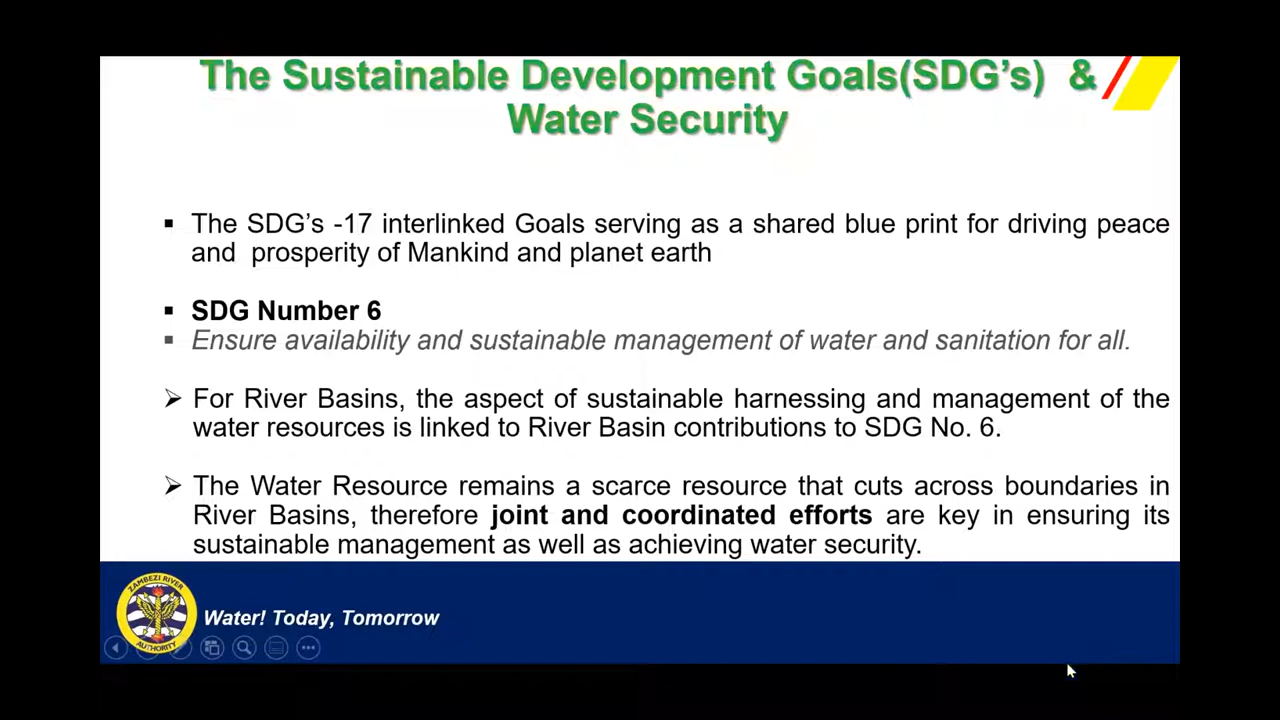 The Sustainable Development Goals(SDG's) &
Water Security
▪ The SDG's -17 interlinked Goals serving as a shared blue print for driving peace
and prosperity of Mankind and planet earth
▪ SDG Number 6
▪ Ensure availability and sustainable management of water and sanitation for all.
➢ For River Basins, the aspect of sustainable harnessing and management of the
water resources is linked to River Basin contributions to SDG No. 6.
➢ The Water Resource remains a scarce resource that cuts across boundaries in
River Basins, therefore joint and coordinated efforts are key in ensuring its
sustainable management as well as achieving water security.
ZAMBEZI RIVER
AUTHORITY
Water! Today, Tomorrow